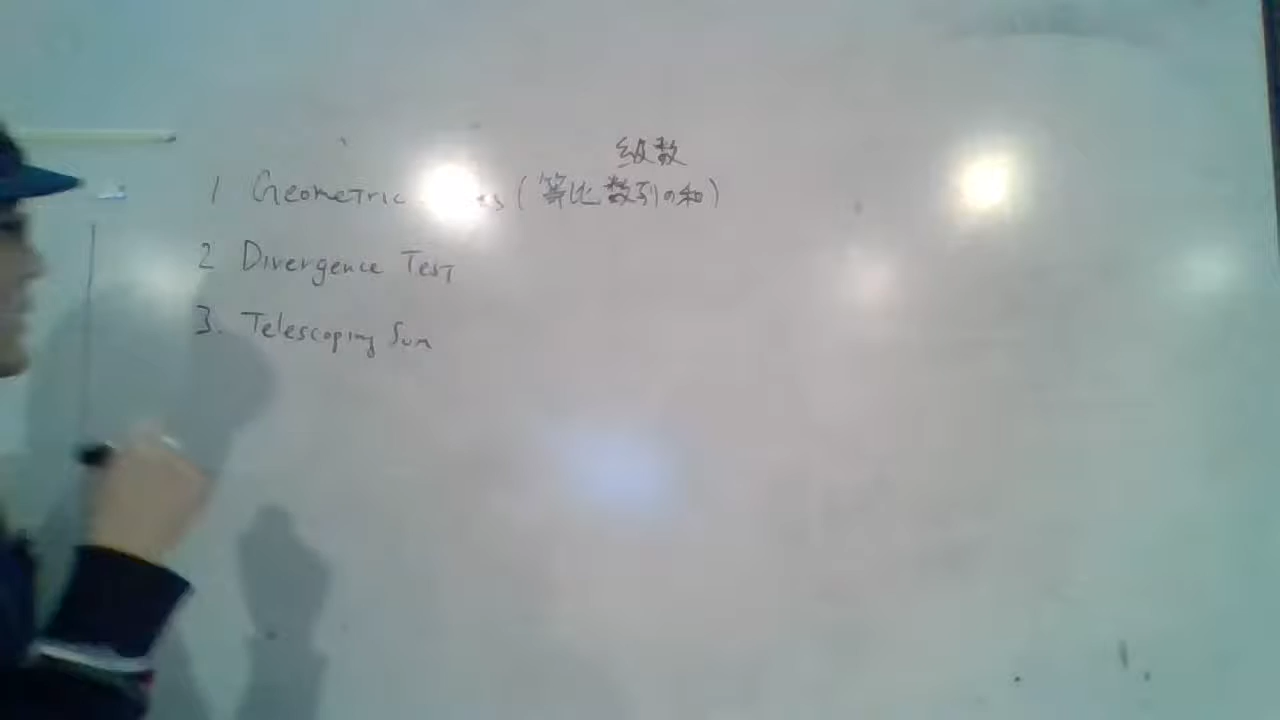 级数
1 Geometric (等比数列の和)
2 Divergence Test
3. Telescoping Sum